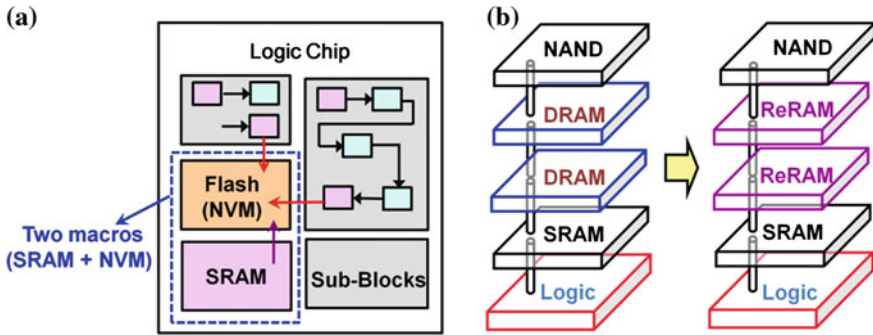 (a)
Logic Chip
Flash
(NVM)
Two macros
(SRAM + NVM)
SRAM
Sub-Blocks
(b)
NAND
DRAM
DRAM
SRAM
Logic
NAND
ReRAM
ReRAM
SRAM
Logic